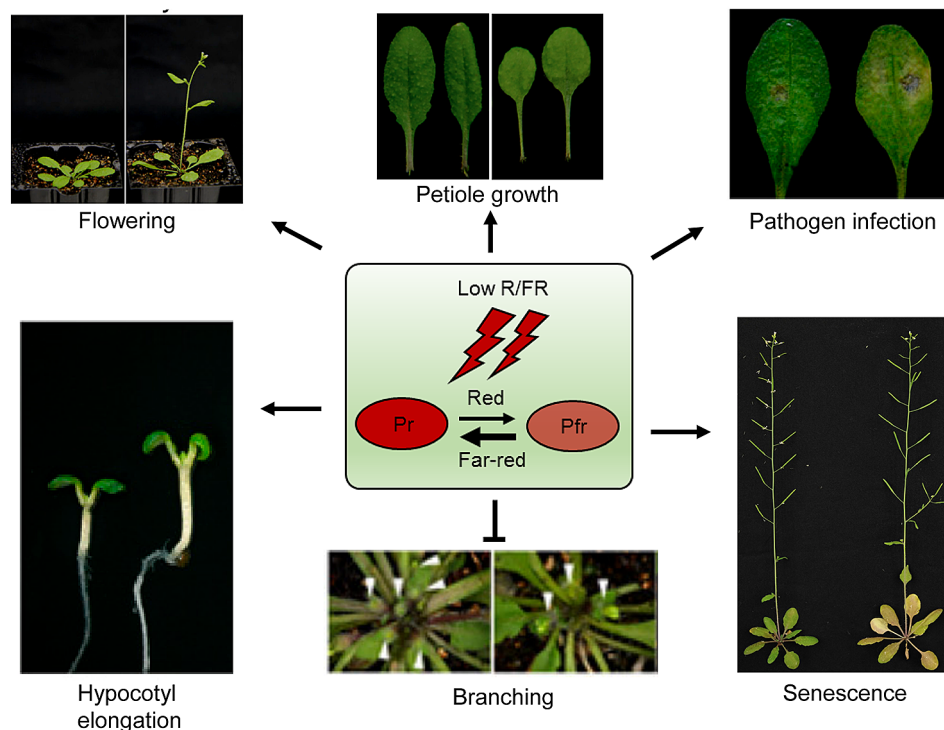 Petiole growth
Flowering
Pathogen infection
Low R/FR
Red
Pr
Pfr
Far-red
Hypocotyl
elongation
Branching
Senescence